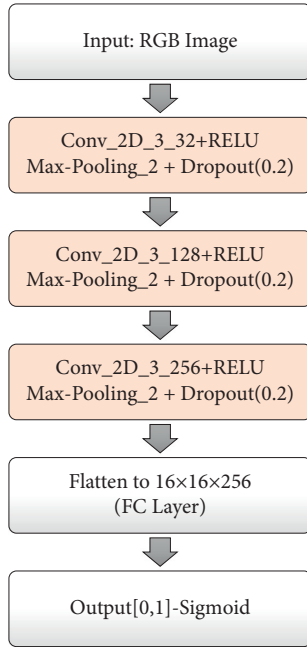 Input: RGB Image
Conv_2D_3_32+RELU
Max-Pooling_2 + Dropout(0.2)
Conv_2D_3_128+RELU
Max-Pooling_2 + Dropout(0.2)
Conv_2D_3_256+RELU
Max-Pooling_2 + Dropout(0.2)
Flatten to 16×16×256
(FC Layer)
Output[0,1]-Sigmoid